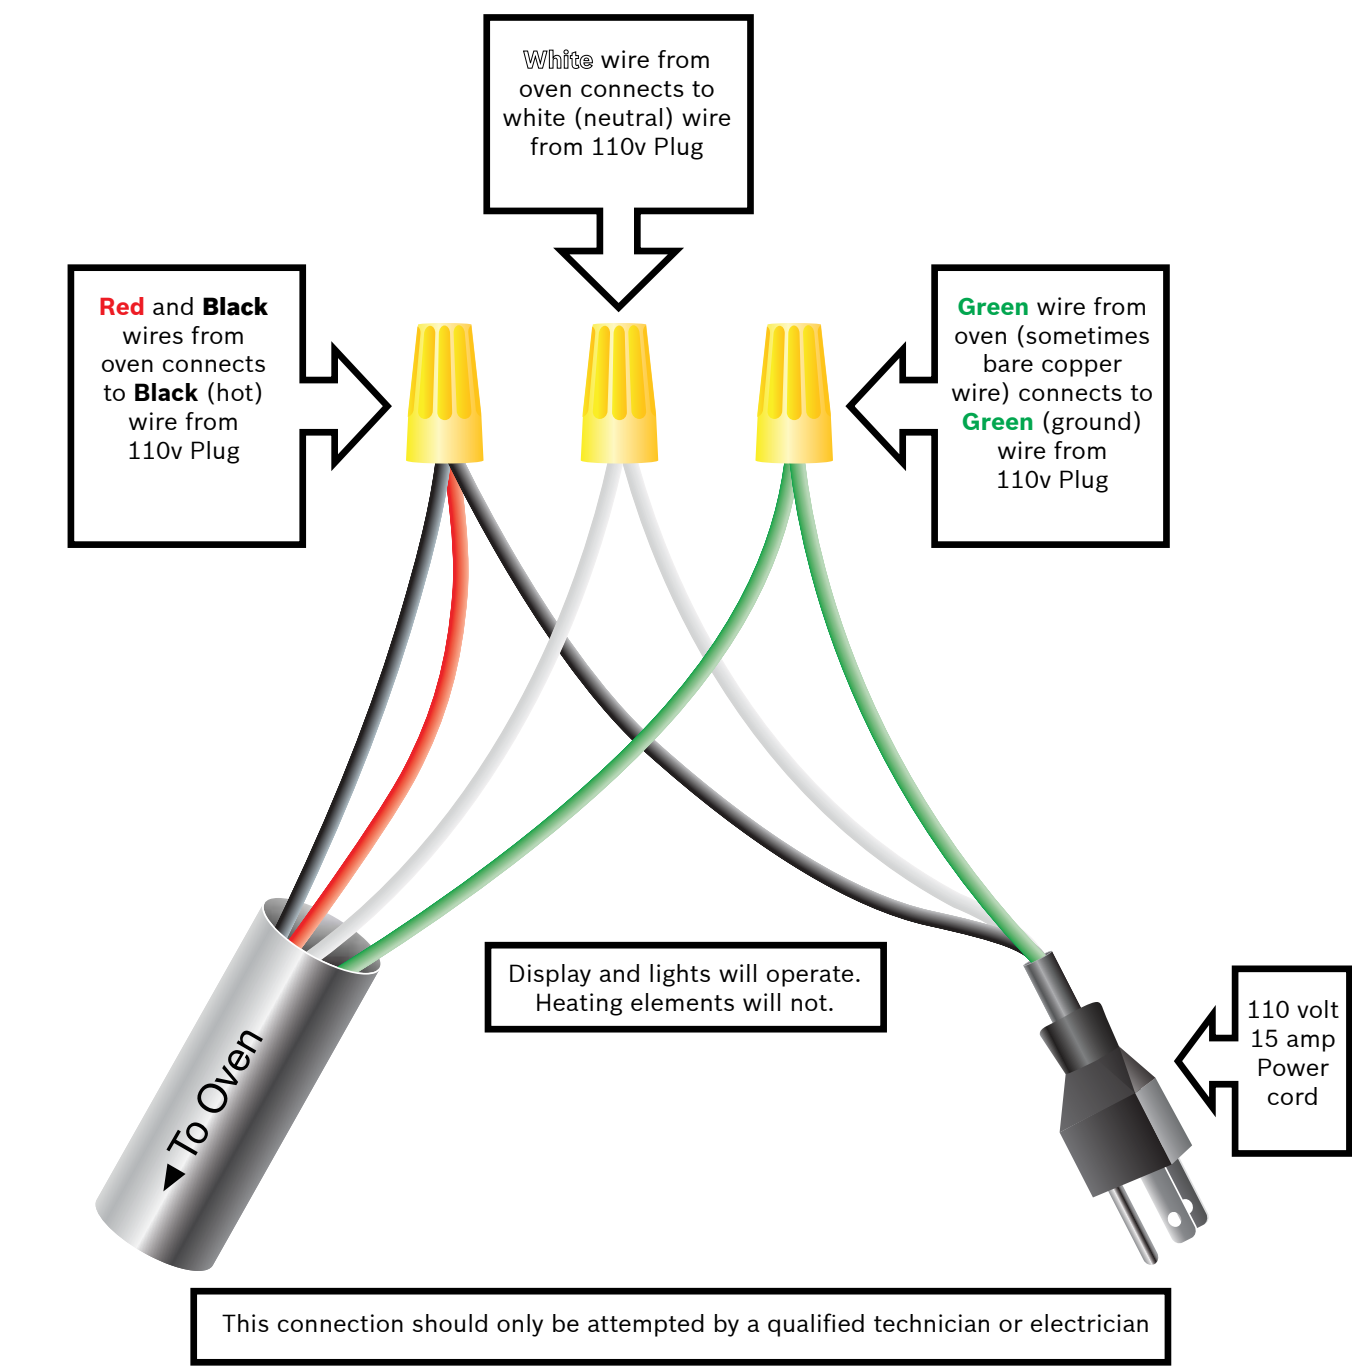 White wire from
oven connects to
white (neutral) wire
from 110v Plug
Red and Black
wires from
oven connects
to Black (hot)
wire from
110v Plug
Green wire from
oven (sometimes
bare copper
wire) connects to
Green (ground)
wire from
110v Plug
Display and lights will operate.
Heating elements will not.
110 volt
15 amp
Power
cord
◀ To Oven
This connection should only be attempted by a qualified technician or electrician